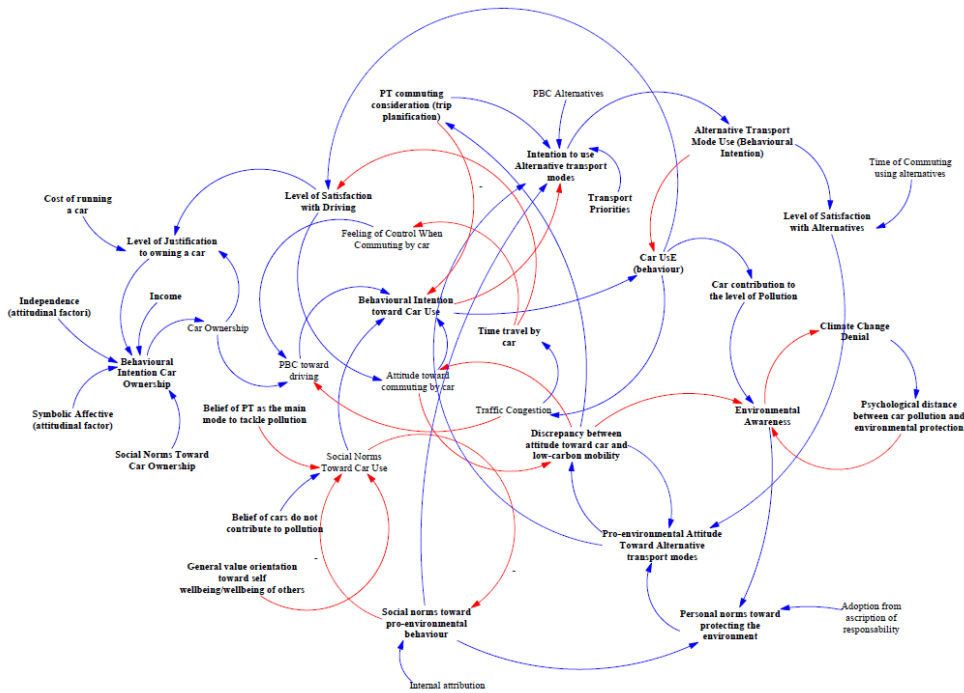 PT commuting
consideration (trip
planification)
PBC Alternatives
Alternative Transport
Mode Use (Behavioural
Intention)
Intention to use
Alternative transport
modes
Time of Commuting
using alternatives
Cost of running
a car
Level of Satisfaction
with Driving
-
Transport
Priorities
Level of Satisfaction
with Alternatives
Level of Justification
to owning a car
Feeling of Control When
Commuting by car
Car UsE
(behaviour)
Car contribution to
the level of Pollution
Independence
(attitudinal factori)
Income
Behavioural Intention
toward Car Use
Car Ownership
Time travel by
car
Climate Change
Denial
Behavioural
Intention Car
Ownership
PBC toward
driving
Attitude toward
commuting by car
Symbolic Affective
(attitudinal factor)
Belief of PT as the main
mode to tackle pollution
Traffic Congestion
Environmental
Awareness
Psychological distance
between car pollution and
environmental protection
Discrepancy between
attitude toward car and
low-carbon mobility
Social Norms Toward
Car Ownership
Social Norms
Toward Car Use
Belief of cars do not
contribute to pollution
Pro-environmental Attitude
Toward Alternative
transport modes
General value orientation
toward self
wellbeing/wellbeing of others
-
-
Social norms toward
pro-environmental
behaviour
Personal norms toward
protecting the
environment
Adoption from
ascription of
responsability
Internal attribution